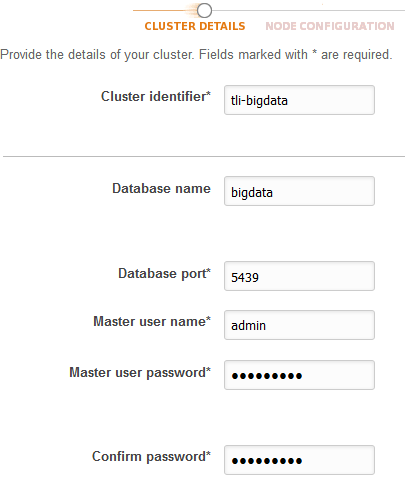 CLUSTER DETAILS NODE CONFIGURATION
Provide the details of your cluster. Fields marked with * are required.
Cluster identifier* tli-bigdata
Database name bigdata
Database port* 5439
Master user name* admin
Master user password* ●●●●●●●●●
Confirm password* ●●●●●●●●●